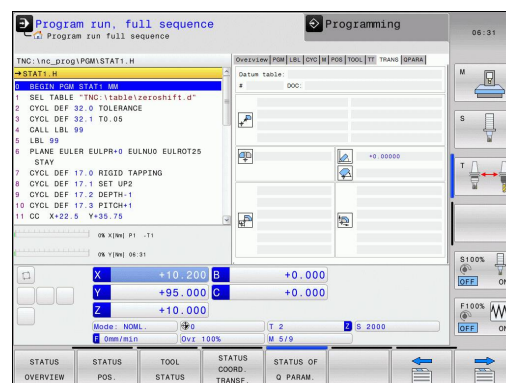 Program run, full sequence
Program run full sequence
Programming
06:31
TNC:\nc_prog\PGM\STAT1.H
→STAT1.H
0 BEGIN PGM STAT1 MM
1 SEL TABLE "TNC:\table\zeroshift.d"
2 CYCL DEF 32.0 TOLERANCE
3 CYCL DEF 32.1 T0.05
4 CALL LBL 99
5 LBL 99
6 PLANE EULER EULPR+0 EULNU0 EULROT25
STAY
7 CYCL DEF 17.0 RIGID TAPPING
8 CYCL DEF 17.1 SET UP2
9 CYCL DEF 17.2 DEPTH-1
10 CYCL DEF 17.3 PITCH+1
11 CC X+22.5 Y+35.75
0% X[Nm] P1 -T1
0% Y[Nm] 06:31
Overview PGM LBL CYC M POS TOOL TT TRANS QPARA
Datum table:
# DOC:
+0.00000
X +10.200 B +0.000
Y +95.000 C +0.000
Z +10.000
Mode: NOML. 0 T 2 Z S 2000
F 0mm/min Ovr 100% M 5/9
M
S
T
S100%
OFF ON
F100%
OFF ON
STATUS
OVERVIEW
STATUS
POS.
TOOL
STATUS
STATUS
COORD.
TRANSF.
STATUS OF
Q PARAM.